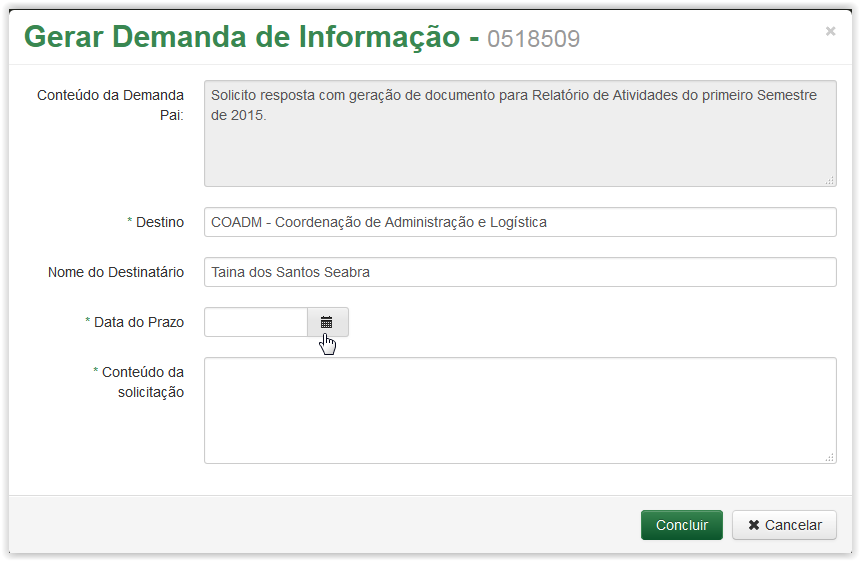 Gerar Demanda de Informação - 0518509
×
Conteúdo da Demanda
Pai:
Solicito resposta com geração de documento para Relatório de Atividades do primeiro Semestre
de 2015.
* Destino
COADM - Coordenação de Administração e Logística
Nome do Destinatário
Taina dos Santos Seabra
* Data do Prazo
* Conteúdo da
solicitação
Concluir
✖ Cancelar